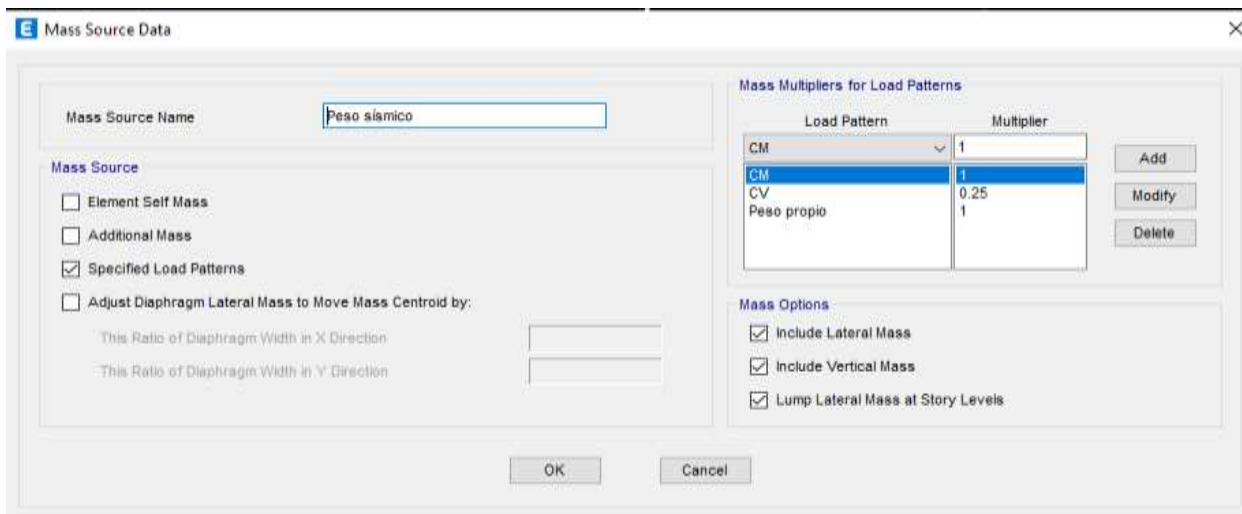 E Mass Source Data
Mass Source Name Peso sísmico
Mass Source
Element Self Mass
Additional Mass
Specified Load Patterns
Adjust Diaphragm Lateral Mass to Move Mass Centroid by:
This Ratio of Diaphragm Width in X Direction
This Ratio of Diaphragm Width in Y Direction
Mass Multipliers for Load Patterns
Load Pattern Multiplier
CM 1
CM 1
CV 0.25
Peso propio 1
Add
Modify
Delete
Mass Options
Include Lateral Mass
Include Vertical Mass
Lump Lateral Mass at Story Levels
OK Cancel